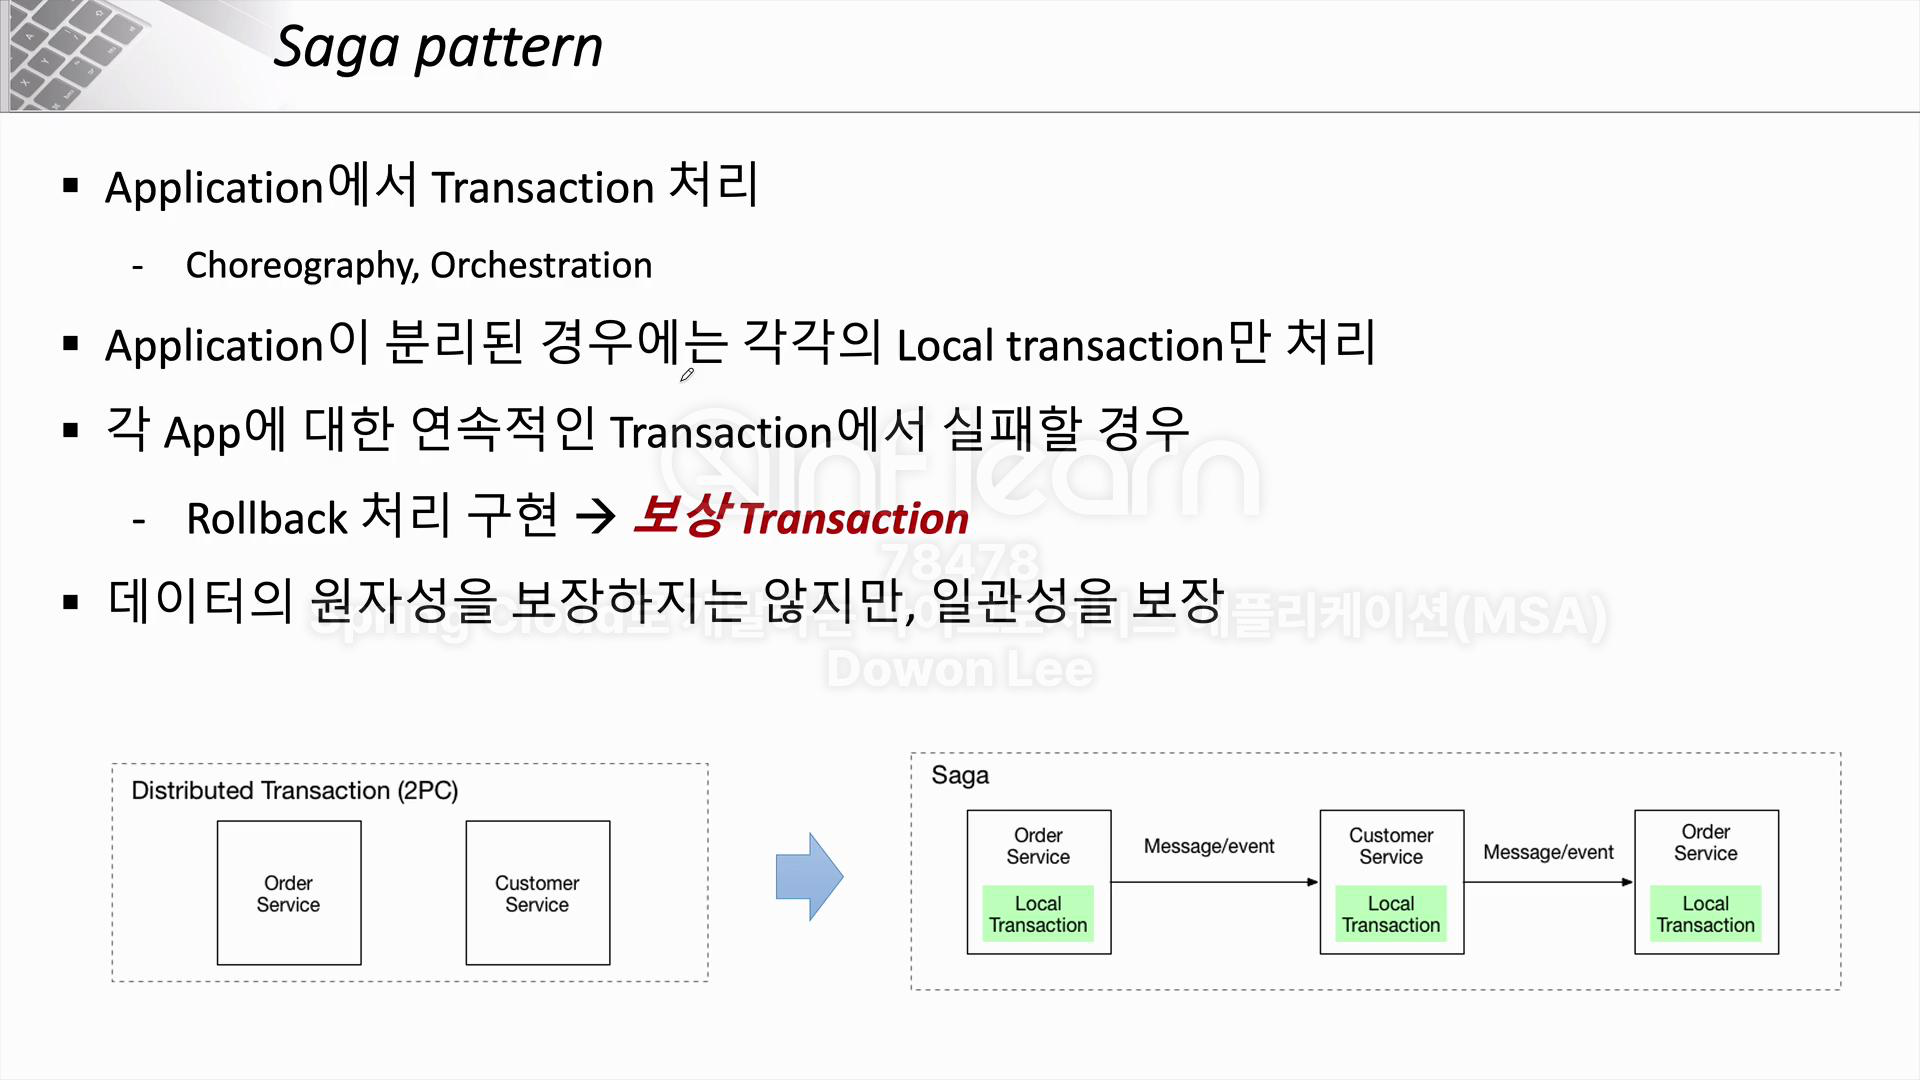 Saga pattern
▪ Application에서 Transaction 처리
- Choreography, Orchestration
▪ Application이 분리된 경우에는 각각의 Local transaction만 처리
▪ 각 App에 대한 연속적인 Transaction에서 실패할 경우
- Rollback 처리 구현 → 보상 Transaction
▪ 데이터의 원자성을 보장하지는 않지만, 일관성을 보장
inflearn
78478
Spring Cloud로 개발하는 마이크로서비스 애플리케이션(MSA)
Dowon Lee
Distributed Transaction (2PC)
Order
Service
Customer
Service
Saga
Order
Service
Local
Transaction
Message/event
Customer
Service
Local
Transaction
Message/event
Order
Service
Local
Transaction